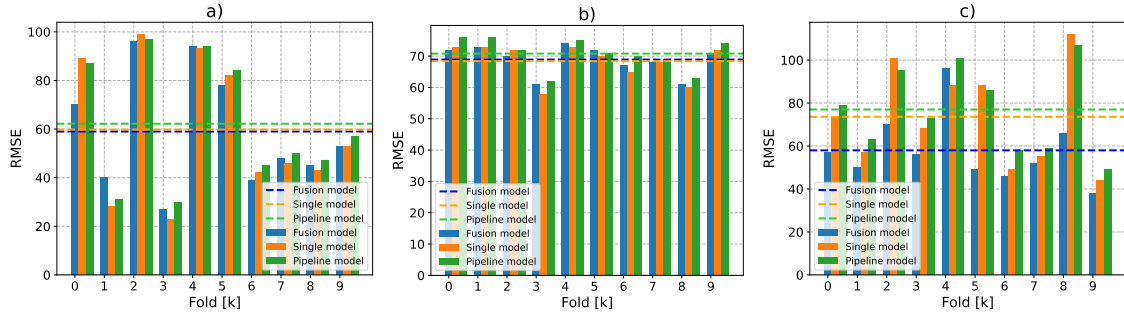 a)
RMSE
100
80
60
40
20
0
0 1 2 3 4 5 6 7 8 9
Fold [k]
Fusion model
Single model
Pipeline model
Fusion model
Single model
Pipeline model
b)
RMSE
70
60
50
40
30
20
10
0
0 1 2 3 4 5 6 7 8 9
Fold [k]
Fusion model
Single model
Pipeline model
Fusion model
Single model
Pipeline model
c)
RMSE
100
80
60
40
20
0
0 1 2 3 4 5 6 7 8 9
Fold [k]
Fusion model
Single model
Pipeline model
Fusion model
Single model
Pipeline model